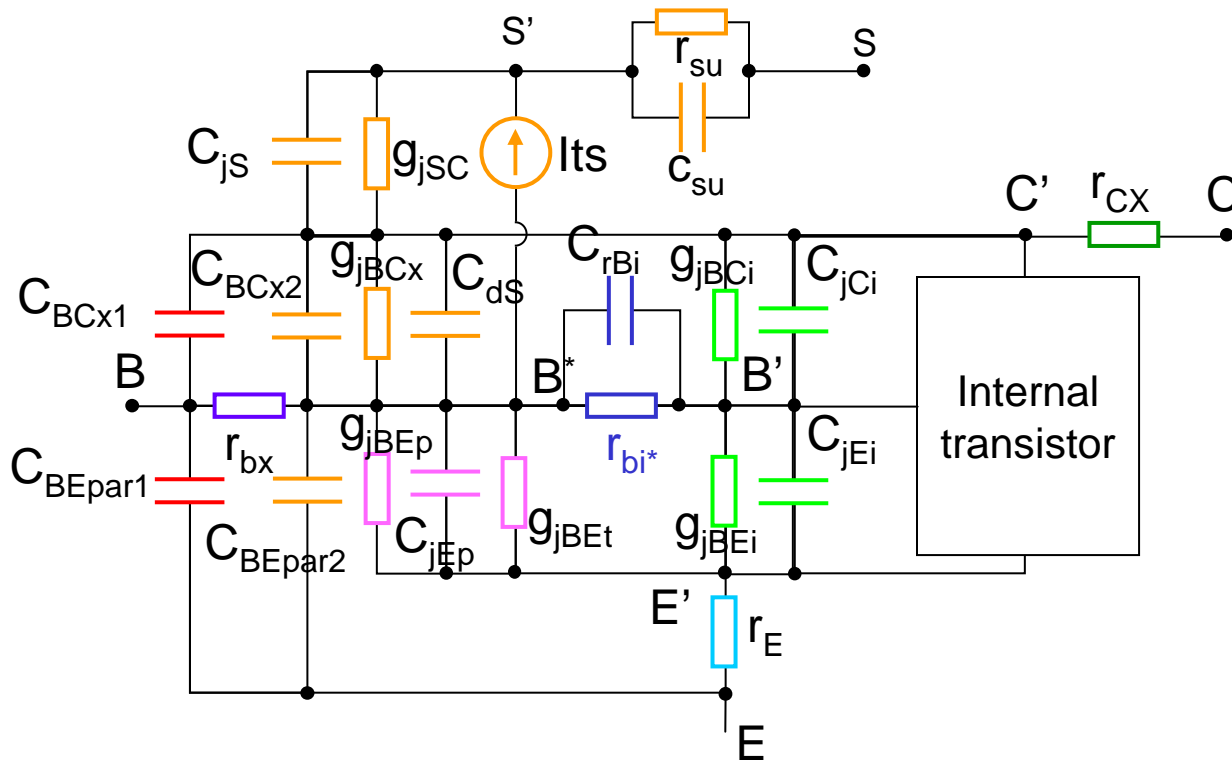 S’
S
r_su
C_jS
g_jSC
Its
c_su
C’
r_CX
C
C_rBi
g_jBCx
g_jBCi
C_BCx2
C_dS
C_jCi
C_BCx1
B
B*
B’
Internal
transistor
g_jBEp
C_jEi
r_bx
r_bi*
C_BEpar1
C_jEp
g_jBEt
g_jBEi
C_BEpar2
E’
r_E
E